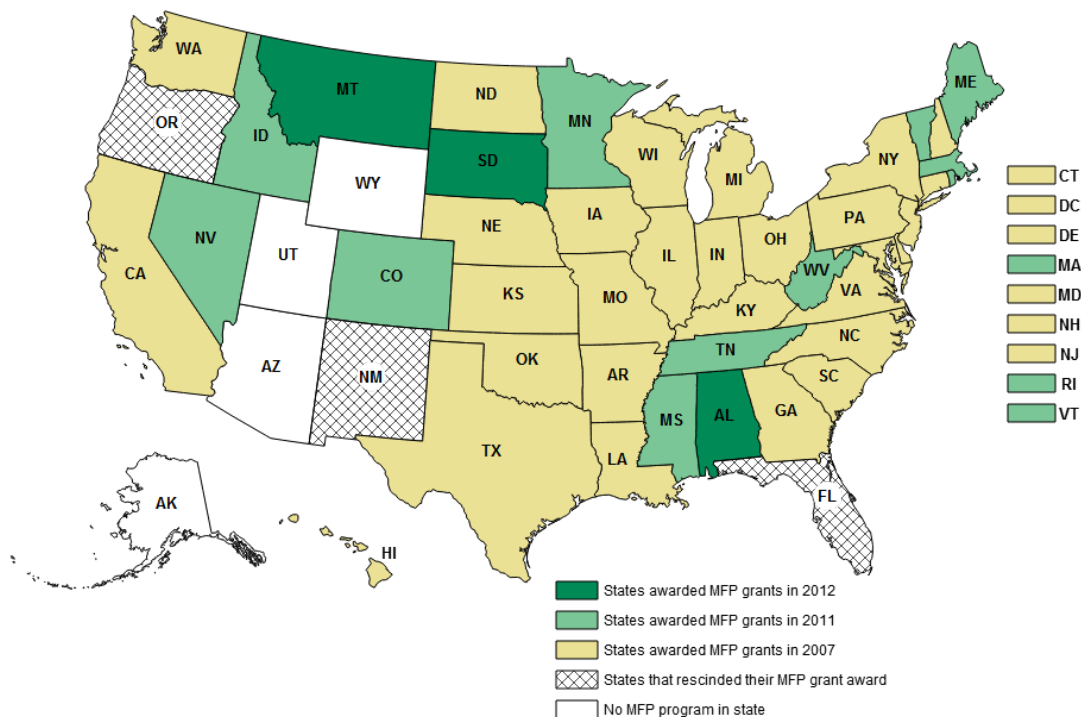 WA
MT
ND
MN
ME
OR
ID
SD
WI
NY
WY
MI
CT
DC
DE
MA
MD
NH
NJ
RI
VT
NV
UT
CO
NE
IA
IL
IN
OH
PA
CA
KS
MO
WV
VA
KY
AZ
NM
OK
AR
TN
NC
SC
MS
AL
GA
TX
LA
FL
AK
HI
States awarded MFP grants in 2012
States awarded MFP grants in 2011
States awarded MFP grants in 2007
States that rescinded their MFP grant award
No MFP program in state